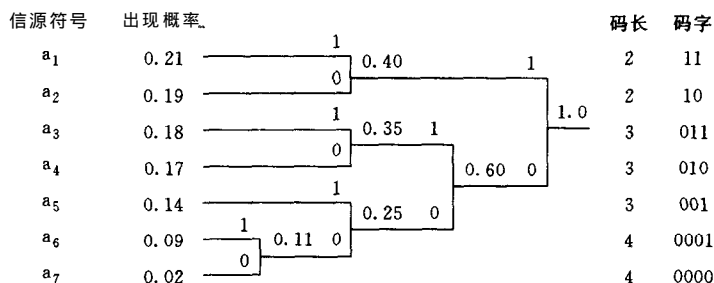 信源符号 出现概率 码长 码字
1
a₁ 0.21 0.40 1 2 11
0
a₂ 0.19 2 10
1 1.0
a₃ 0.18 0.35 1 3 011
0
a₄ 0.17 0.60 0 3 010
1
a₅ 0.14 0.25 0 3 001
1
a₆ 0.09 0.11 0 4 0001
0
a₇ 0.02 4 0000